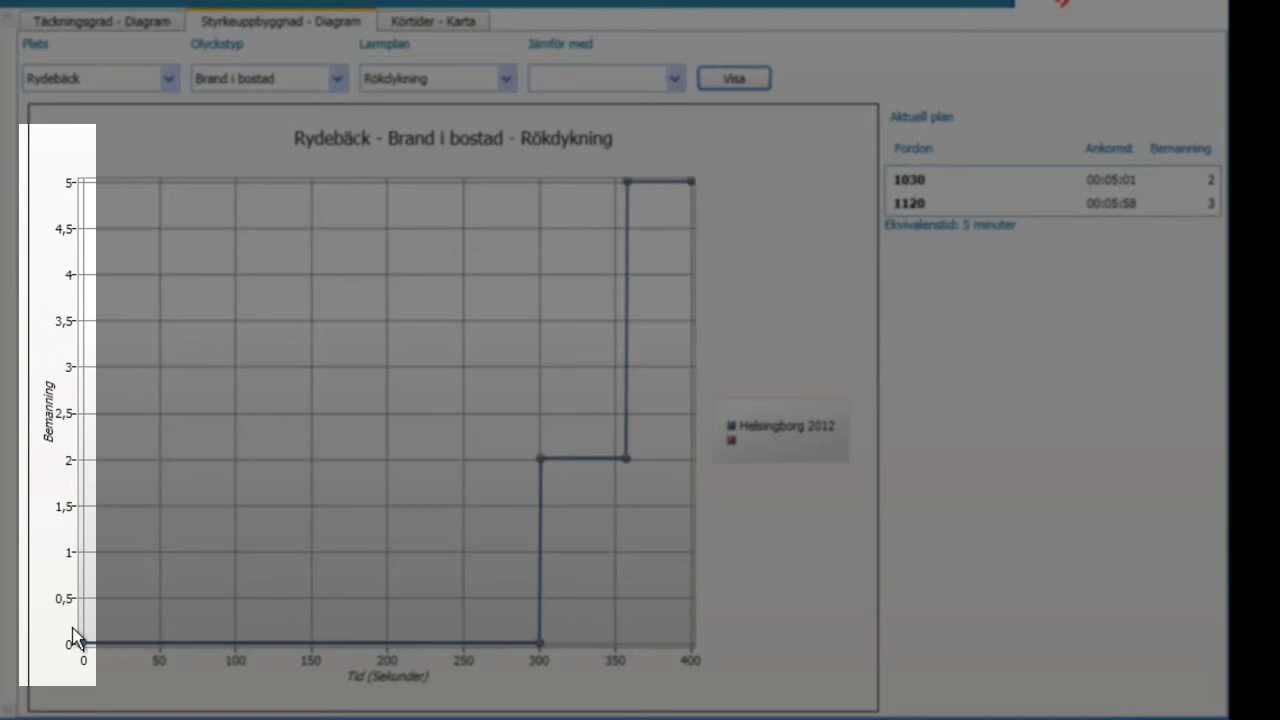 Täckningsgrad - Diagram
Styrkeuppbyggnad - Diagram
Körtider - Karta
Plats
Olyckstyp
Larmplan
Jämför med
Rydebäck
Brand i bostad
Rökdykning
Visa
Rydebäck - Brand i bostad - Rökdykning
Aktuell plan
Fordon Ankomst Bemanning
1030 00:05:01 2
1120 00:05:58 3
Ekvivalenstid: 5 minuter
5
4,5
4
3,5
3
2,5
2
1,5
1
0,5
0
Bemanning
Helsingborg 2012
0 50 100 150 200 250 300 350 400
Tid (Sekunder)